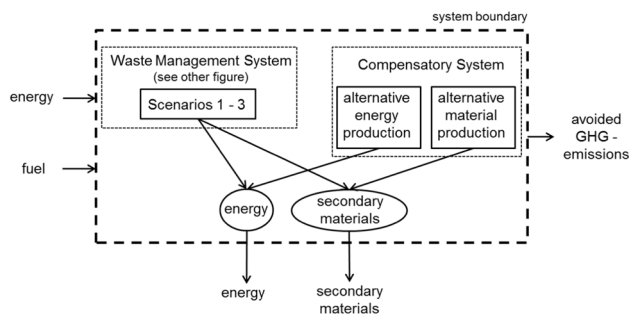 system boundary
Waste Management System
(see other figure)
Scenarios 1 - 3
Compensatory System
alternative
energy
production
alternative
material
production
energy
fuel
avoided
GHG -
emissions
energy
secondary
materials
energy
secondary
materials